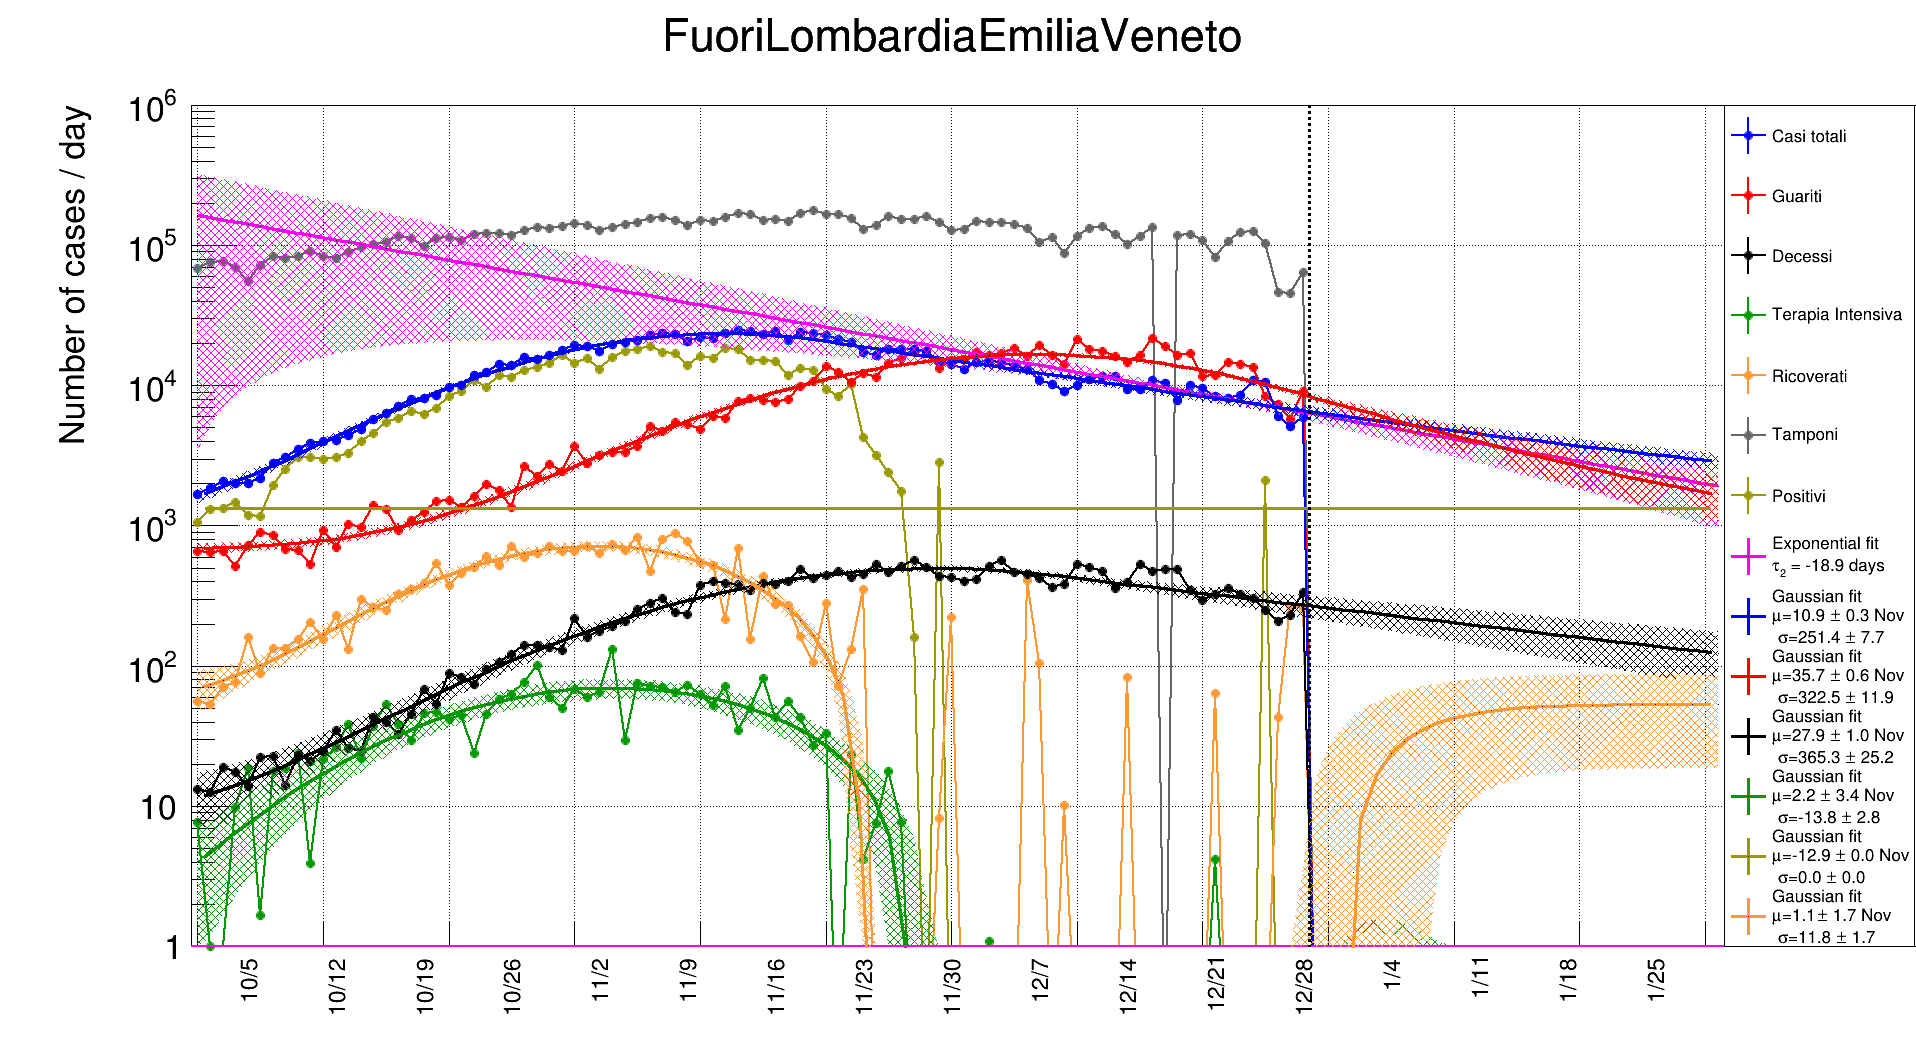 FuoriLombardiaEmiliaVeneto
Number of cases / day
10^6
10^5
10^4
10^3
10^2
10
1
10/5 10/12 10/19 10/26 11/2 11/9 11/16 11/23 11/30 12/7 12/14 12/21 12/28 1/4 1/11 1/18 1/25
Casi totali
Guariti
Decessi
Terapia Intensiva
Ricoverati
Tamponi
Positivi
Exponential fit
τ₂ = -18.9 days
Gaussian fit
μ=10.9 ± 0.3 Nov
σ=251.4 ± 7.7
Gaussian fit
μ=35.7 ± 0.6 Nov
σ=322.5 ± 11.9
Gaussian fit
μ=27.9 ± 1.0 Nov
σ=365.3 ± 25.2
Gaussian fit
μ=2.2 ± 3.4 Nov
σ=-13.8 ± 2.8
Gaussian fit
μ=-12.9 ± 0.0 Nov
σ=0.0 ± 0.0
Gaussian fit
μ=1.1 ± 1.7 Nov
σ=11.8 ± 1.7